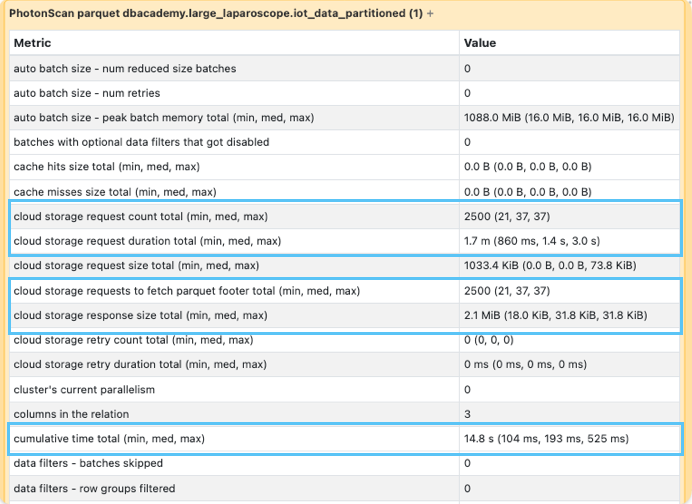 PhotonScan parquet dbacademy.large_laparoscope.iot_data_partitioned (1) +
Metric Value
auto batch size - num reduced size batches 0
auto batch size - num retries 0
auto batch size - peak batch memory total (min, med, max) 1088.0 MiB (16.0 MiB, 16.0 MiB, 16.0 MiB)
batches with optional data filters that got disabled 0
cache hits size total (min, med, max) 0.0 B (0.0 B, 0.0 B, 0.0 B)
cache misses size total (min, med, max) 0.0 B (0.0 B, 0.0 B, 0.0 B)
cloud storage request count total (min, med, max) 2500 (21, 37, 37)
cloud storage request duration total (min, med, max) 1.7 m (860 ms, 1.4 s, 3.0 s)
cloud storage request size total (min, med, max) 1033.4 KiB (0.0 B, 0.0 B, 73.8 KiB)
cloud storage requests to fetch parquet footer total (min, med, max) 2500 (21, 37, 37)
cloud storage response size total (min, med, max) 2.1 MiB (18.0 KiB, 31.8 KiB, 31.8 KiB)
cloud storage retry count total (min, med, max) 0 (0, 0, 0)
cloud storage retry duration total (min, med, max) 0 ms (0 ms, 0 ms, 0 ms)
cluster's current parallelism 0
columns in the relation 3
cumulative time total (min, med, max) 14.8 s (104 ms, 193 ms, 525 ms)
data filters - batches skipped 0
data filters - row groups filtered 0